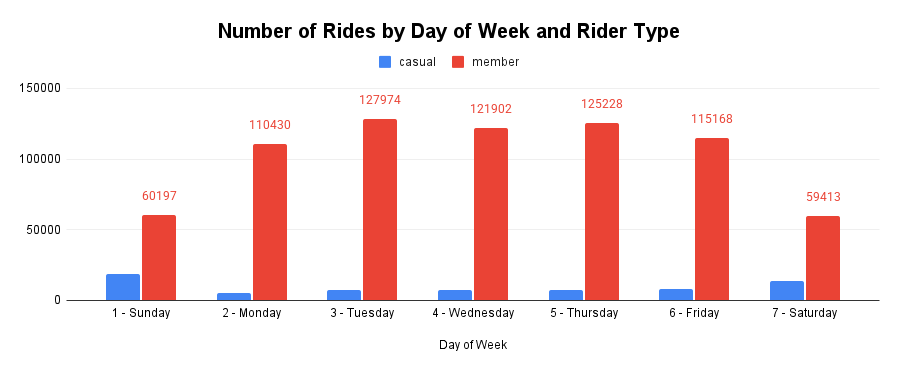 Number of Rides by Day of Week and Rider Type
casual member
150000
100000
50000
0
60197
110430
127974
121902
125228
115168
59413
1 - Sunday 2 - Monday 3 - Tuesday 4 - Wednesday 5 - Thursday 6 - Friday 7 - Saturday
Day of Week